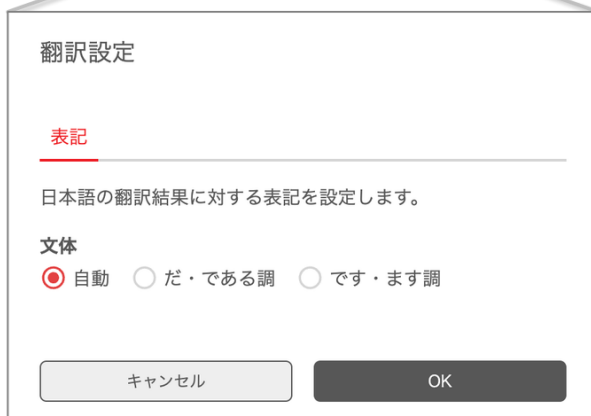 翻訳設定
表記
日本語の翻訳結果に対する表記を設定します。
文体
自動 だ・である調 です・ます調
キャンセル OK